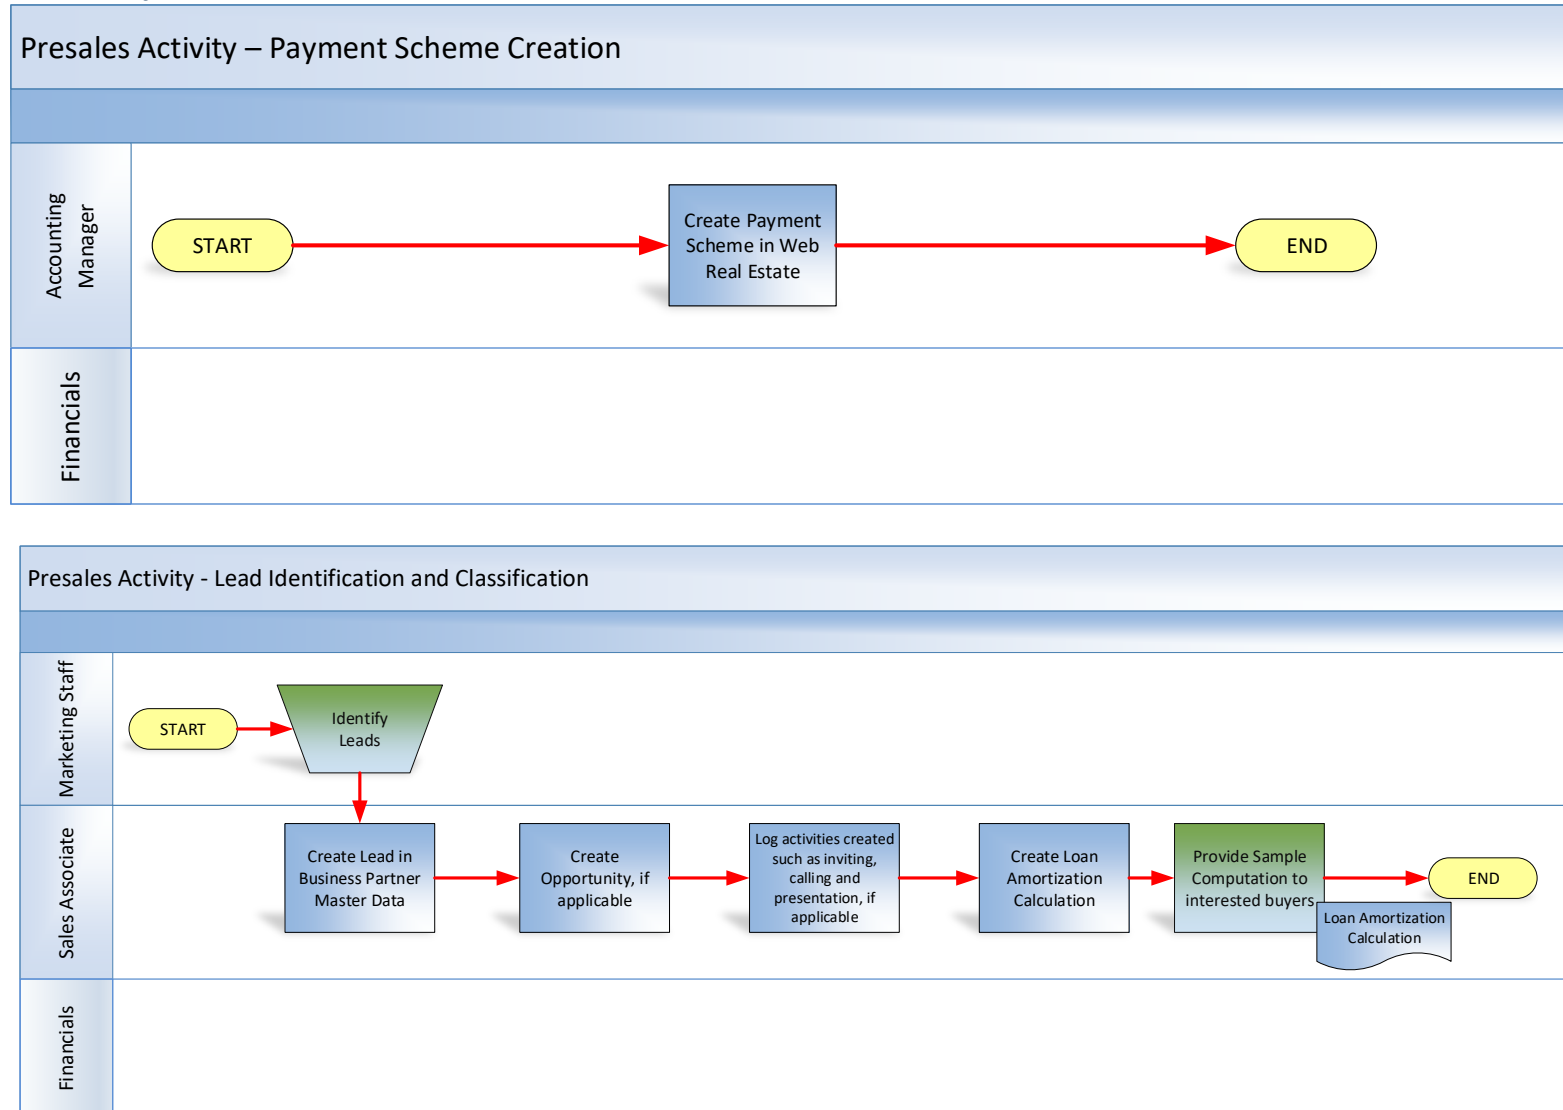 Presales Activity – Payment Scheme Creation
Accounting
Manager
START
Create Payment
Scheme in Web
Real Estate
END
Financials
Presales Activity - Lead Identification and Classification
Marketing Staff
START
Identify
Leads
Sales Associate
Create Lead in
Business Partner
Master Data
Create
Opportunity, if
applicable
Log activities created
such as inviting,
calling and
presentation, if
applicable
Create Loan
Amortization
Calculation
Provide Sample
Computation to
interested buyers
Loan Amortization
Calculation
END
Financials